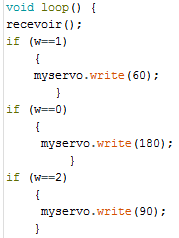 void loop() {
recevoir();
if (w==1)
{
myservo.write(60);
}
if (w==0)
{
myservo.write(180);
}
if (w==2)
{
myservo.write(90);
}